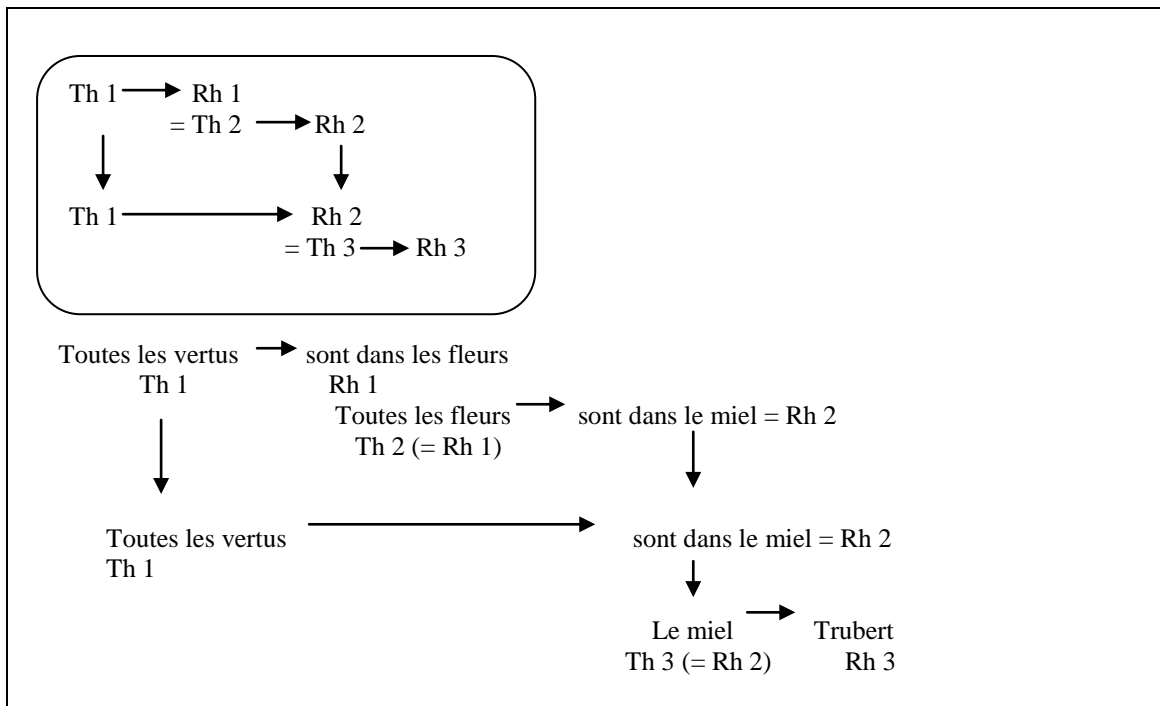 Th 1 Rh 1
= Th 2 Rh 2
Th 1 Rh 2
= Th 3 Rh 3
Toutes les vertus sont dans les fleurs
Th 1 Rh 1
Toutes les fleurs sont dans le miel = Rh 2
Th 2 (= Rh 1)
Toutes les vertus sont dans le miel = Rh 2
Th 1
Le miel Trubert
Th 3 (= Rh 2) Rh 3